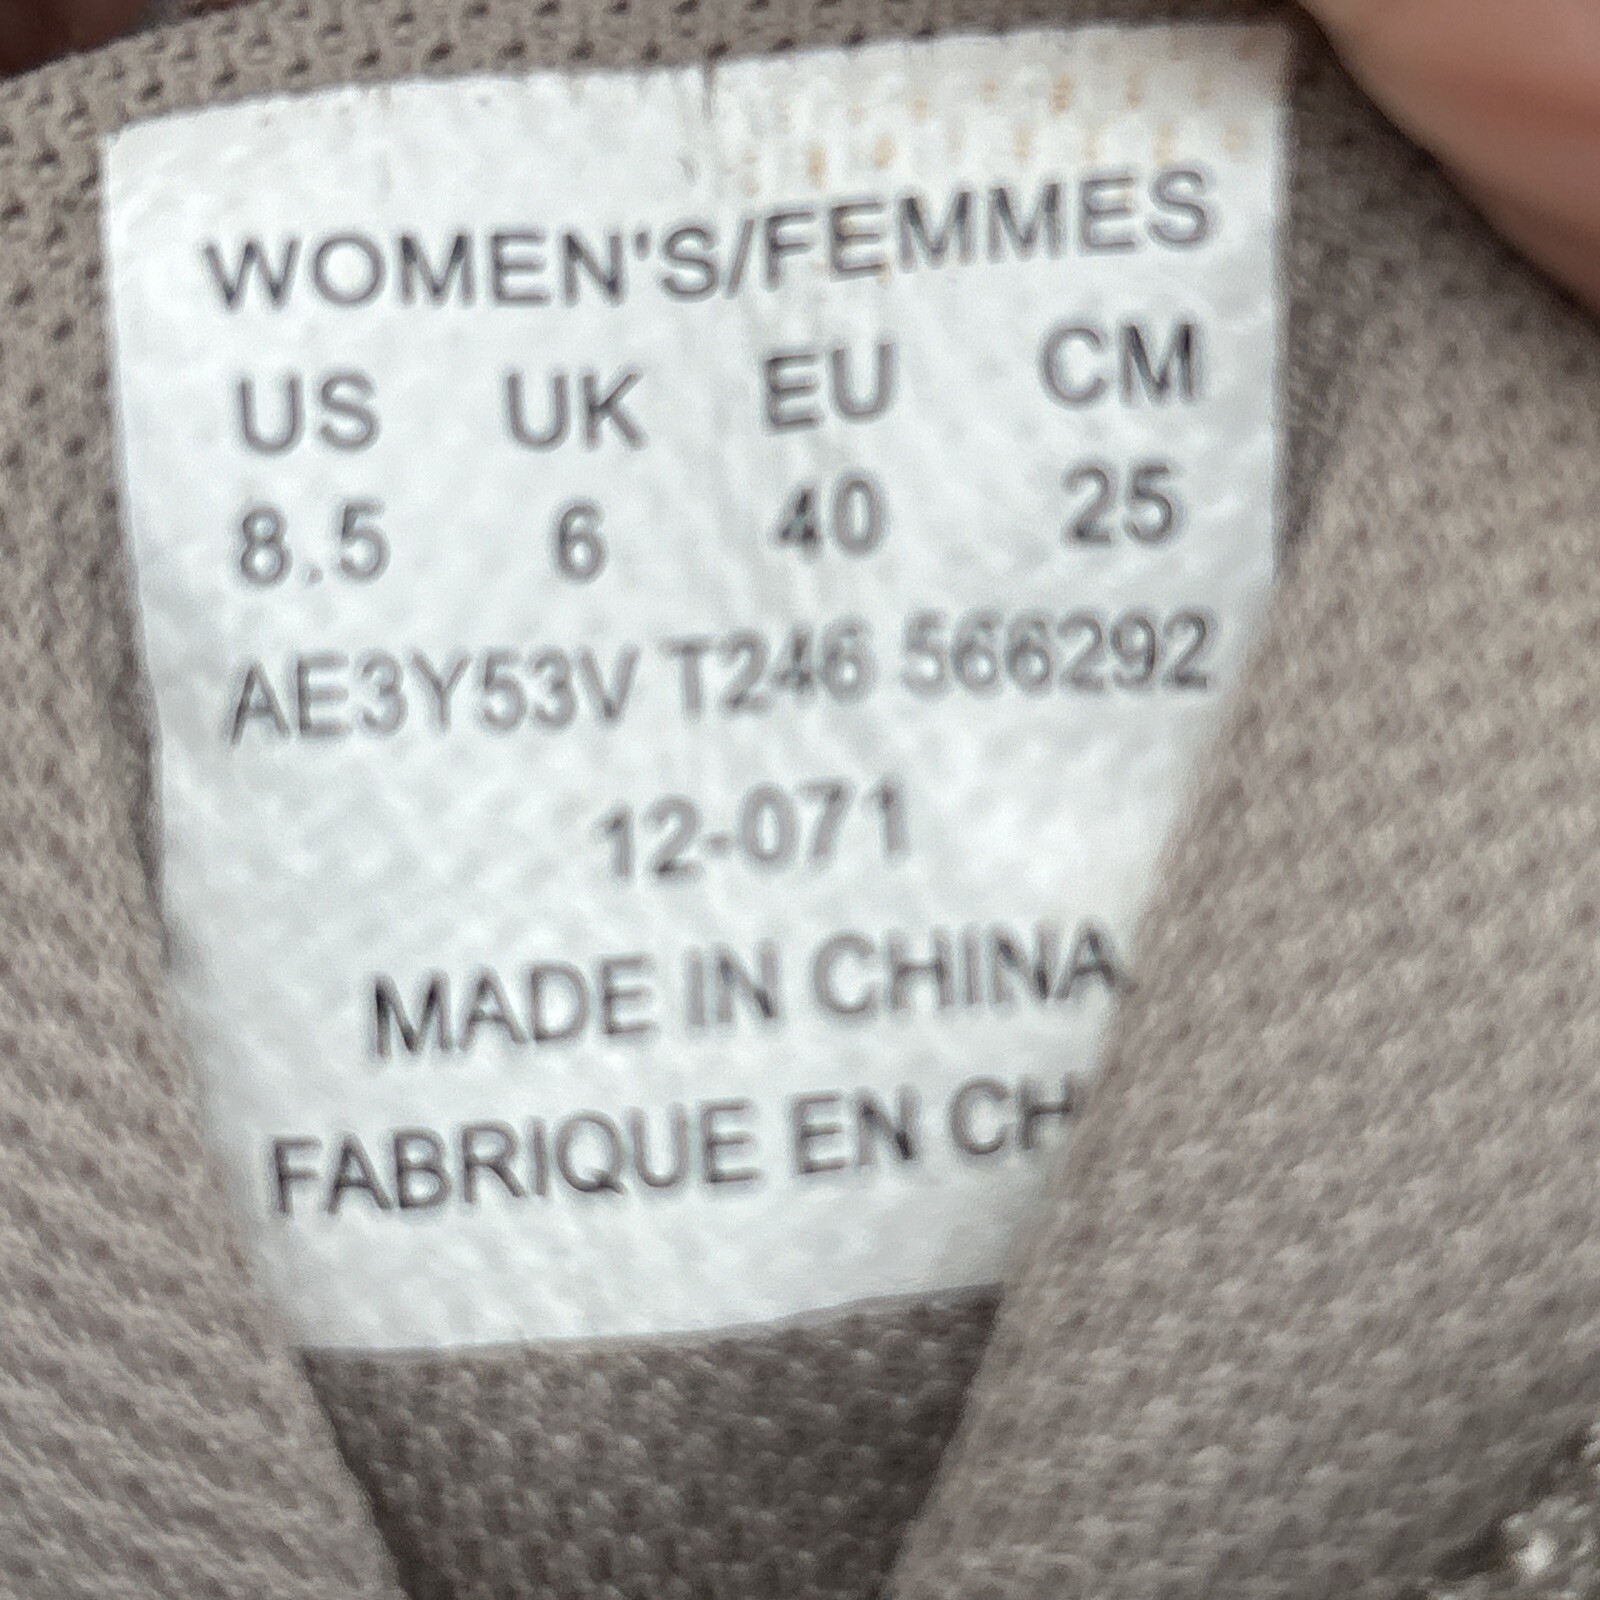 WOMEN'S/FEMMES
US UK EU CM
8.5 6 40 25
AE3Y53V T246 566292
12-071
MADE IN CHINA
FABRIQUE EN CH